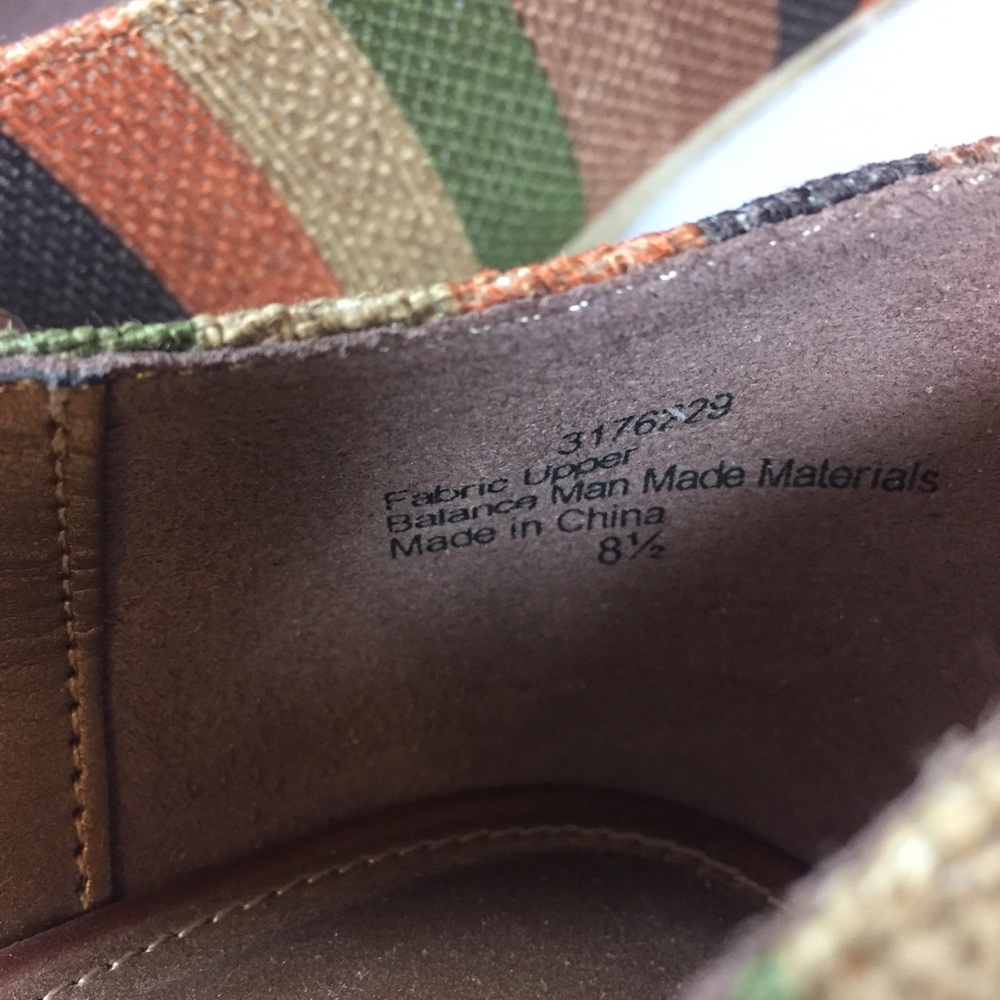 3176229
Fabric Upper
Balance Man Made Materials
Made in China
8½